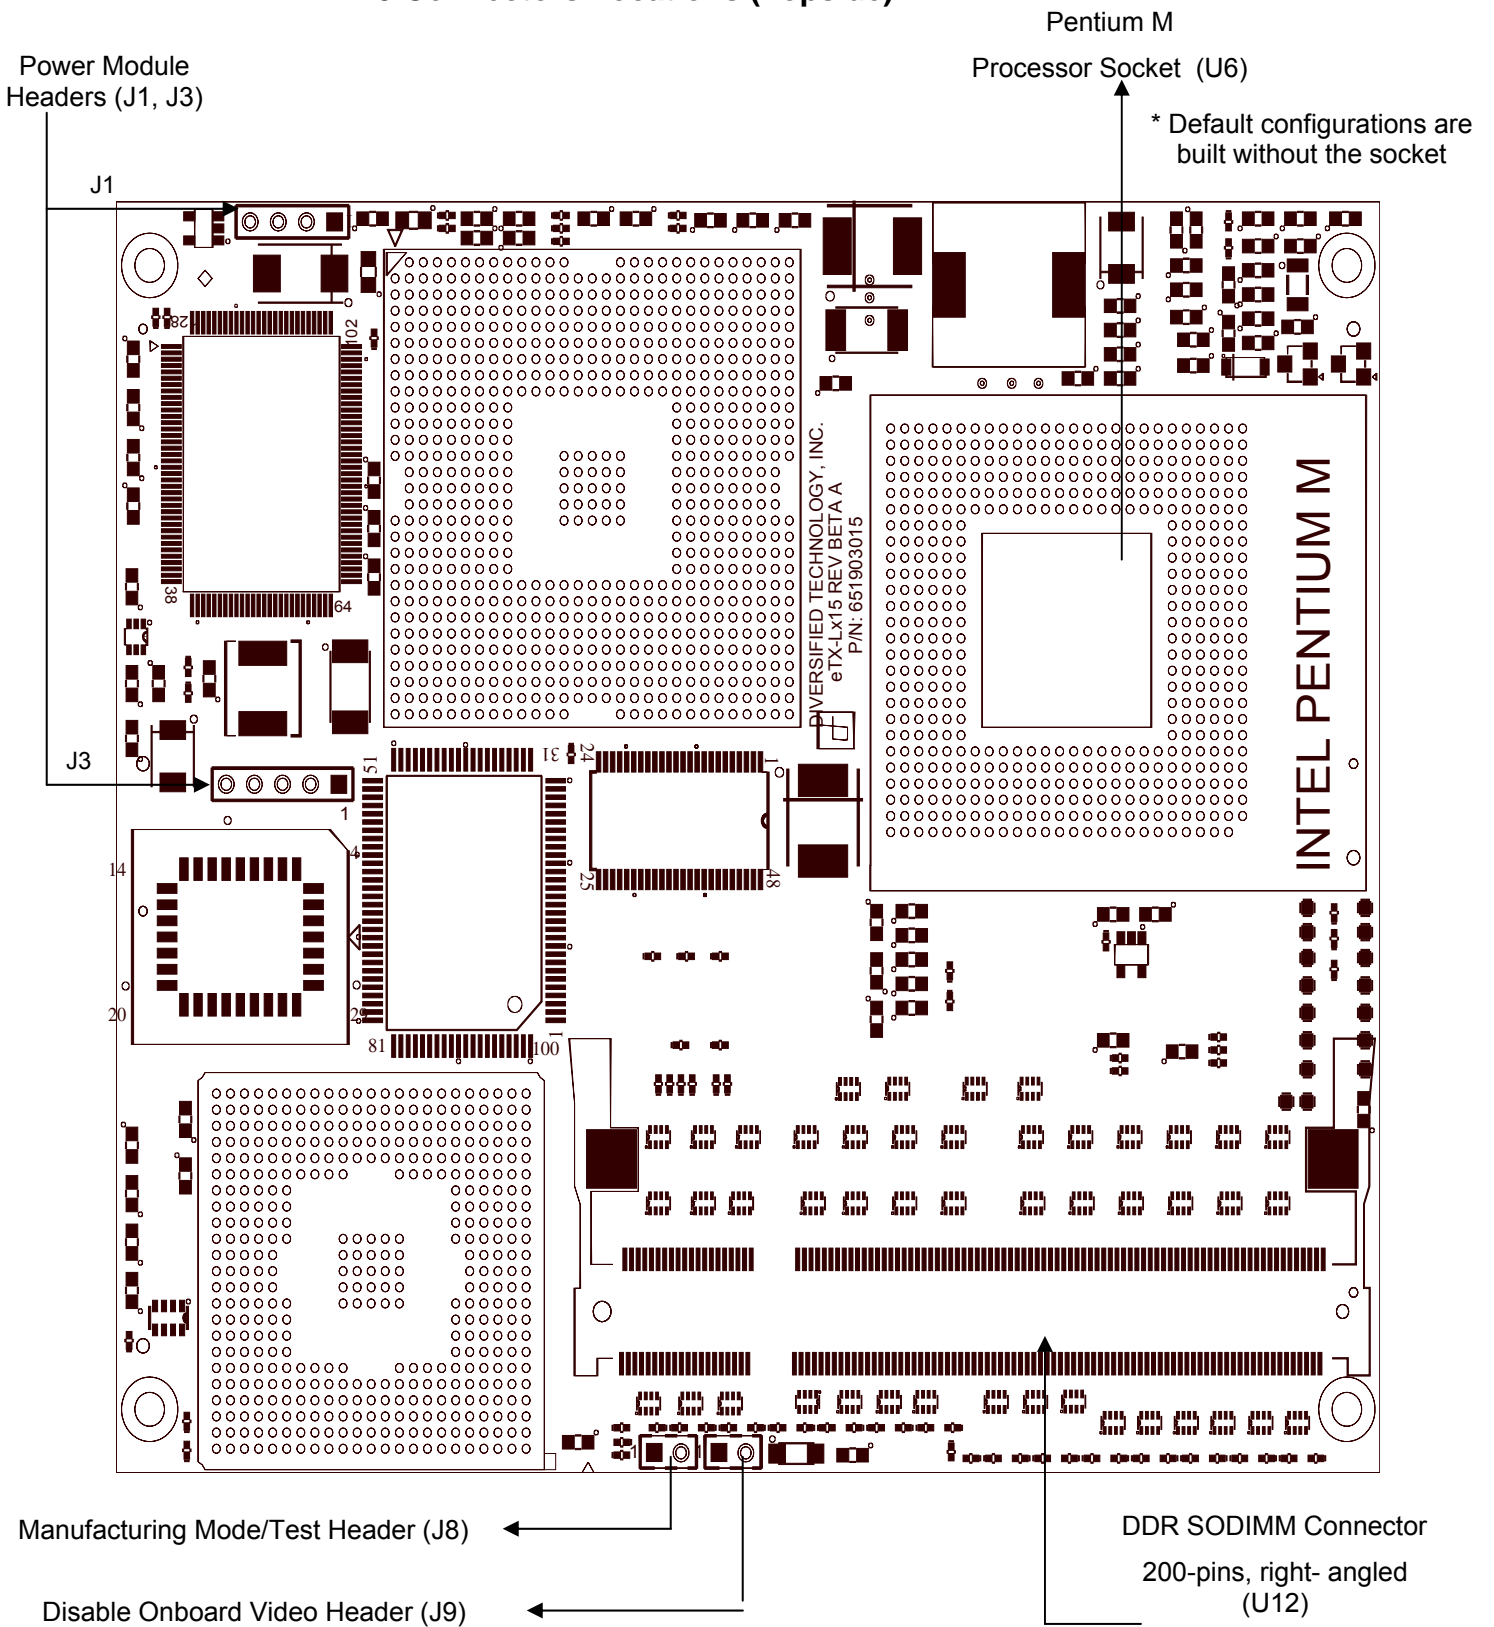 Pentium M
Processor Socket (U6)
Power Module
Headers (J1, J3)
* Default configurations are
built without the socket
J1
128
102
38
64
DIVERSIFIED TECHNOLOGY, INC.
eTX-Lx15 REV BETA A
P/N: 651903015
INTEL PENTIUM M
J3
1
51
31
24
1
25
48
14
4
20
29
81
100
1
1
1
Manufacturing Mode/Test Header (J8)
Disable Onboard Video Header (J9)
DDR SODIMM Connector
200-pins, right- angled
(U12)